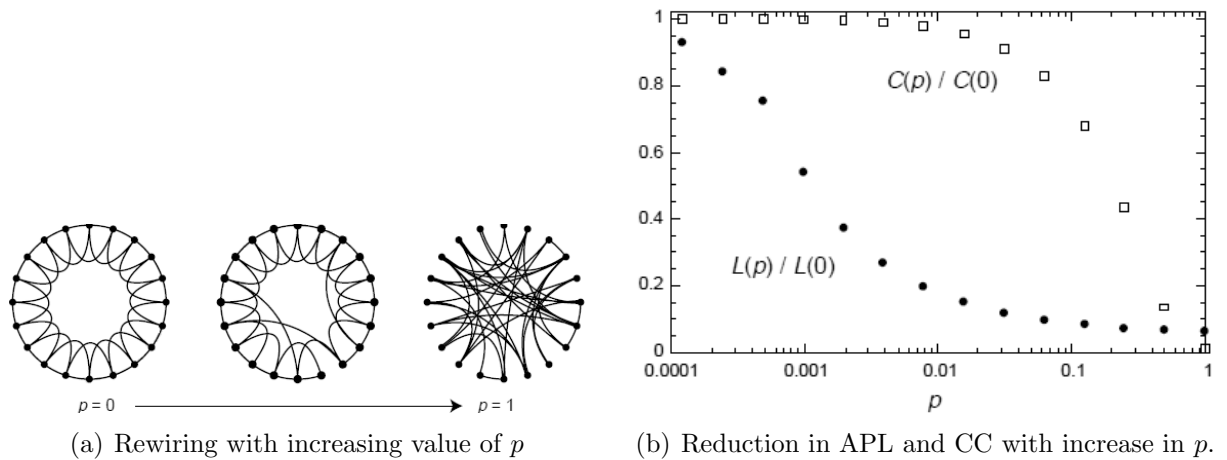 1
0.8
0.6
0.4
0.2
0
C(p) / C(0)
L(p) / L(0)
0.0001
0.001
0.01
0.1
1
p
p = 0
p = 1
(a) Rewiring with increasing value of p
(b) Reduction in APL and CC with increase in p.